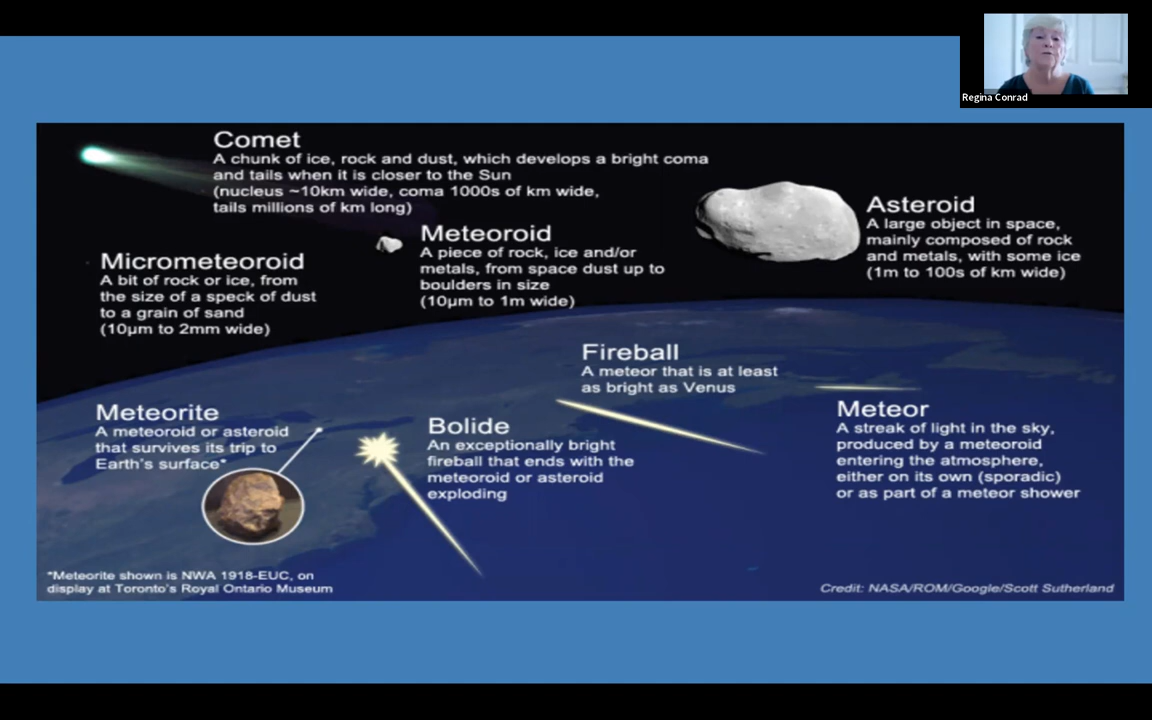 Regina Conrad
Comet
A chunk of ice, rock and dust, which develops a bright coma
and tails when it is closer to the Sun
(nucleus ~10km wide, coma 1000s of km wide,
tails millions of km long)
Asteroid
A large object in space,
mainly composed of rock
and metals, with some ice
(1m to 100s of km wide)
Meteoroid
A piece of rock, ice and/or
metals, from space dust up to
boulders in size
(10µm to 1m wide)
Micrometeoroid
A bit of rock or ice, from
the size of a speck of dust
to a grain of sand
(10µm to 2mm wide)
Fireball
A meteor that is at least
as bright as Venus
Meteorite
A meteoroid or asteroid
that survives its trip to
Earth's surface*
Bolide
An exceptionally bright
fireball that ends with the
meteoroid or asteroid
exploding
Meteor
A streak of light in the sky,
produced by a meteoroid
entering the atmosphere,
either on its own (sporadic)
or as part of a meteor shower
*Meteorite shown is NWA 1918-EUC, on
display at Toronto's Royal Ontario Museum
Credit: NASA/ROM/Google/Scott Sutherland